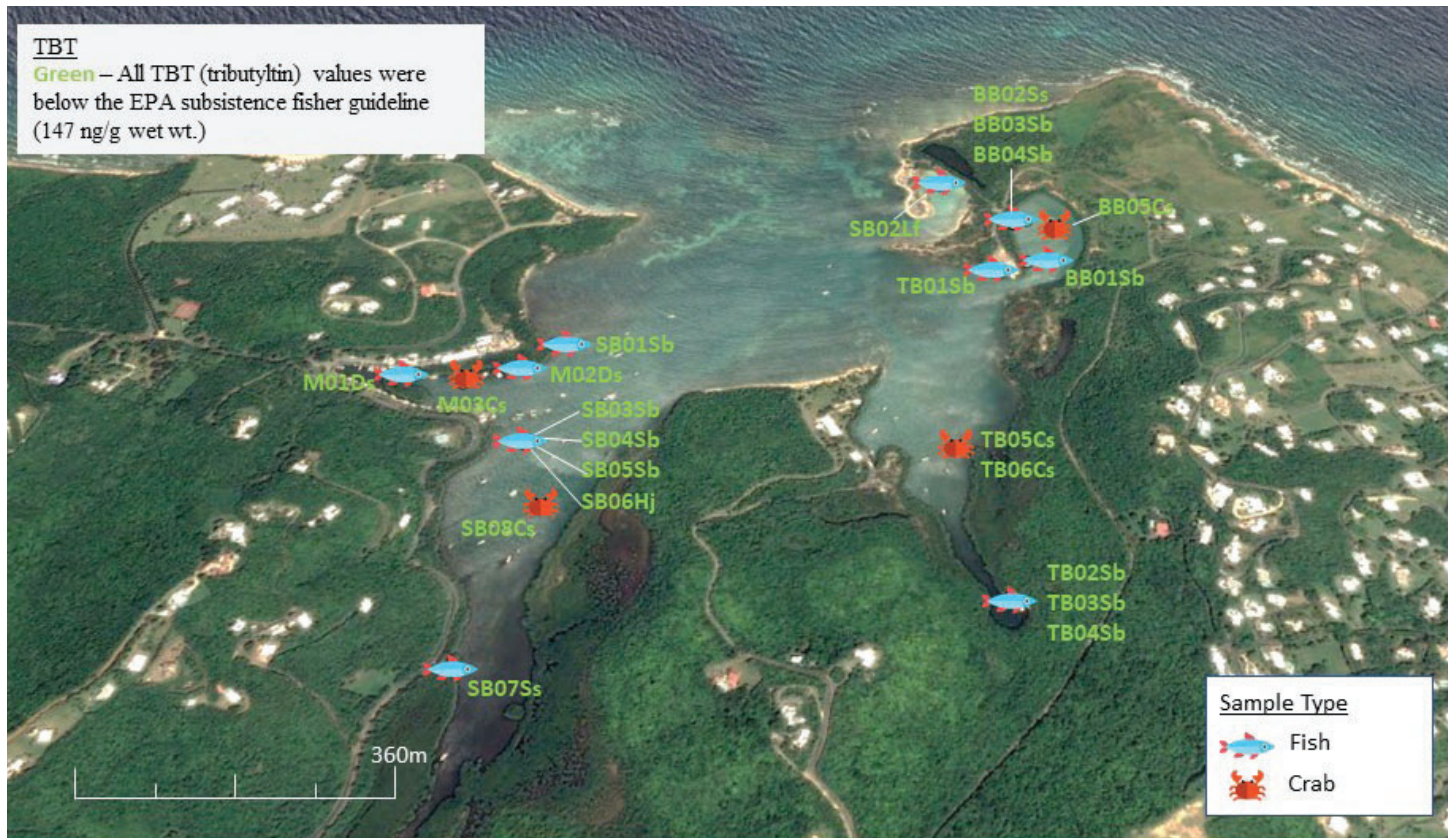 TBT
Green – All TBT (tributyltin) values were
below the EPA subsistence fisher guideline
(147 ng/g wet wt.)
BB02Ss
BB03Sb
BB04Sb
BB05Cs
SB02Lf
TB01Sb
BB01Sb
SB01Sb
M01Ds
M02Ds
M03Cs
SB03Sb
SB04Sb
SB05Sb
SB06Hj
SB08Cs
TB05Cs
TB06Cs
TB02Sb
TB03Sb
TB04Sb
SB07Ss
360m
Sample Type
Fish
Crab